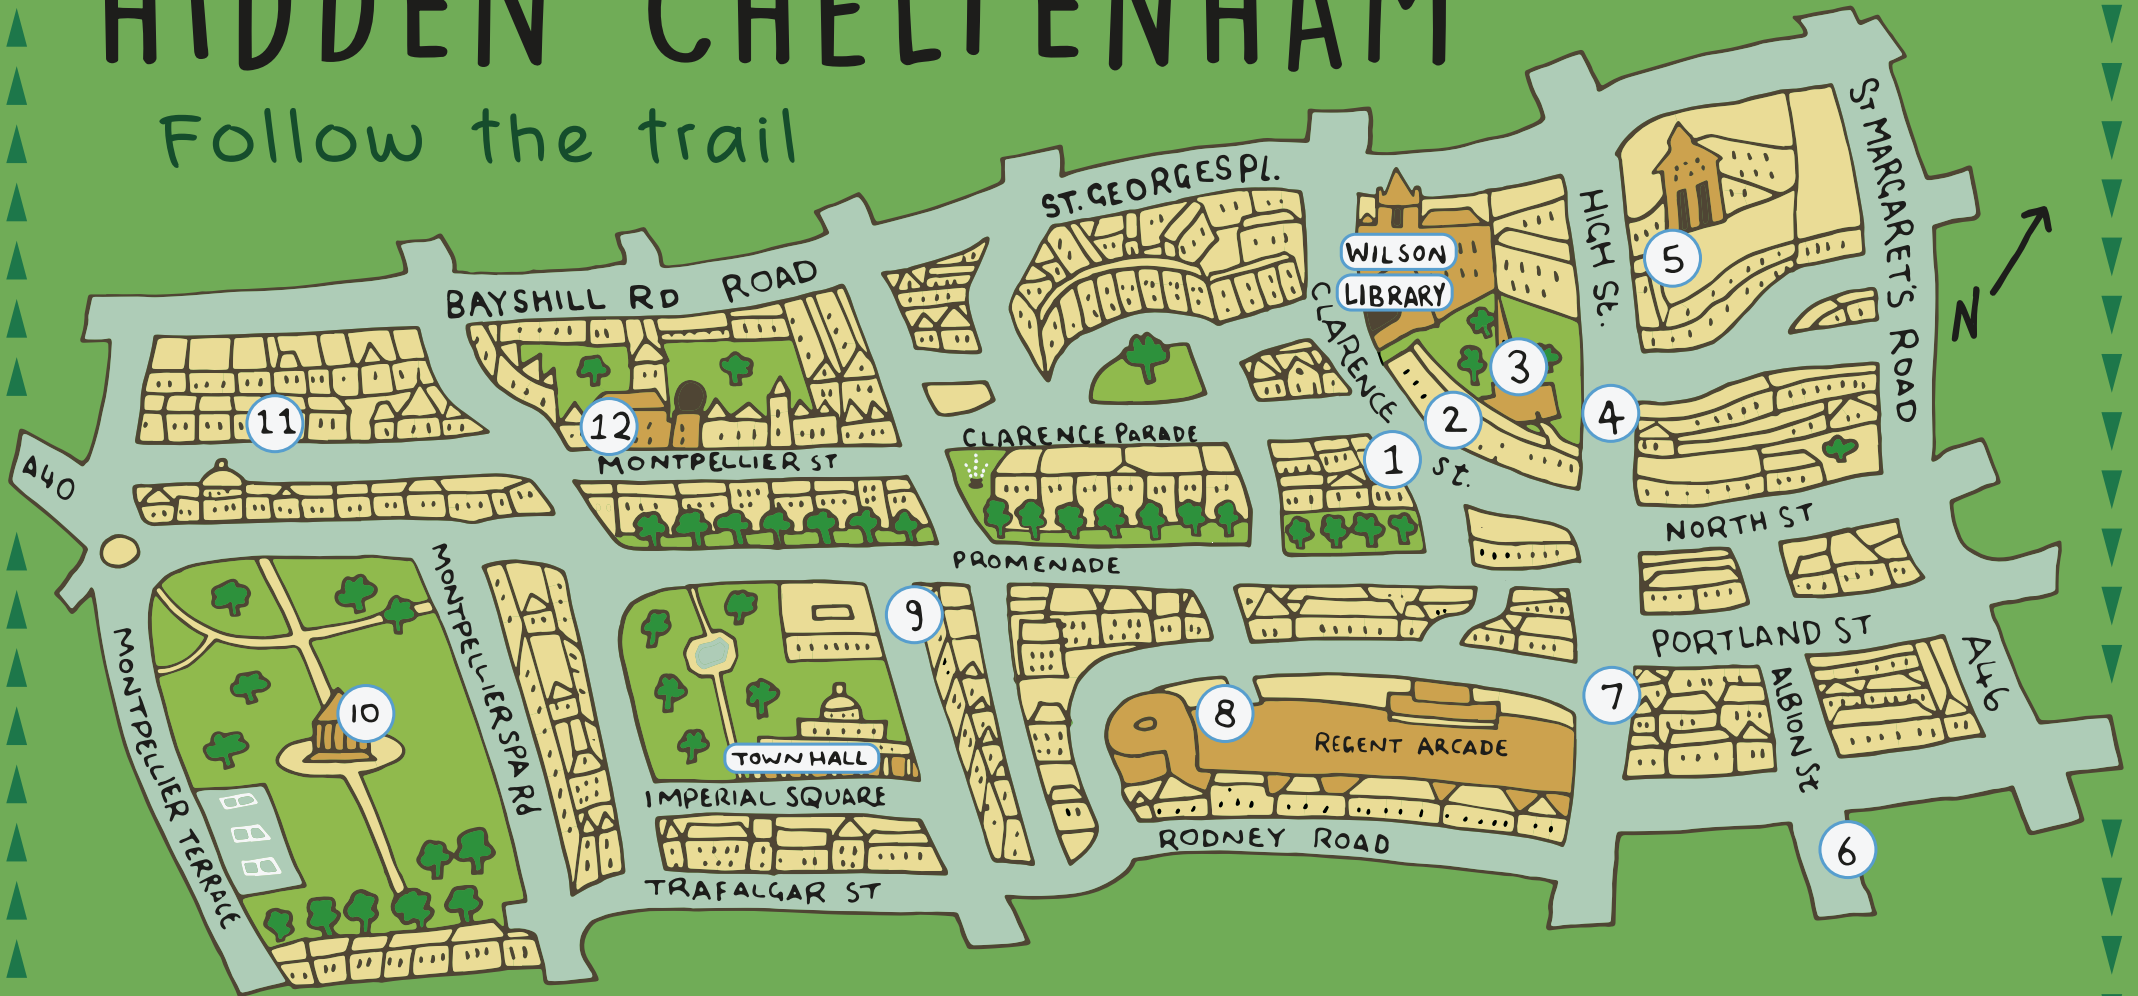 HIDDEN CHELTENHAM
Follow the trail
ST. GEORGES Pl.
ST MARGARET'S ROAD
HIGH St.
BAYSHILL RD ROAD
WILSON
LIBRARY
5
N
CLARENCE St.
3
11
12
2
4
CLARENCE PARADE
MONTPELLIER ST
1
A40
NORTH ST
PROMENADE
MONTPELLIER SPA Rd
9
PORTLAND ST
A46
MONTPELLIER TERRACE
10
7
8
ALBION St
REGENT ARCADE
TOWN HALL
IMPERIAL SQUARE
RODNEY ROAD
6
TRAFALGAR ST